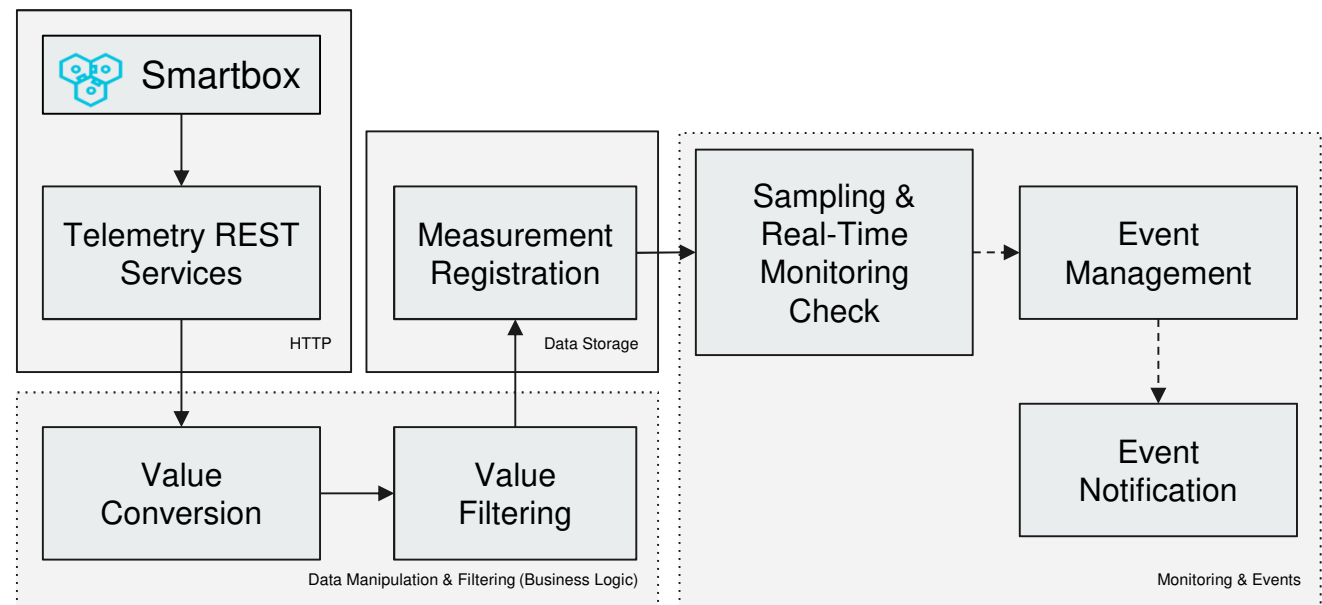 Smartbox
Telemetry REST
Services
HTTP
Measurement
Registration
Data Storage
Sampling &
Real-Time
Monitoring
Check
Event
Management
Value
Conversion
Value
Filtering
Data Manipulation & Filtering (Business Logic)
Event
Notification
Monitoring & Events